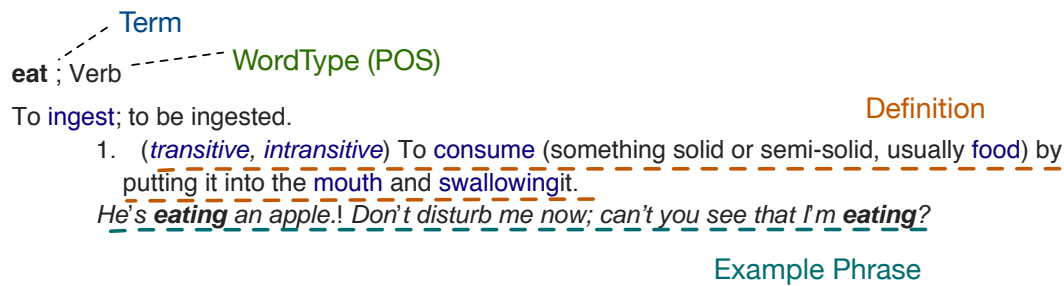 Term
WordType (POS)
eat ; Verb
To ingest; to be ingested.
Definition
1. (transitive, intransitive) To consume (something solid or semi-solid, usually food) by
putting it into the mouth and swallowingit.
He's eating an apple.! Don't disturb me now; can't you see that I'm eating?
Example Phrase